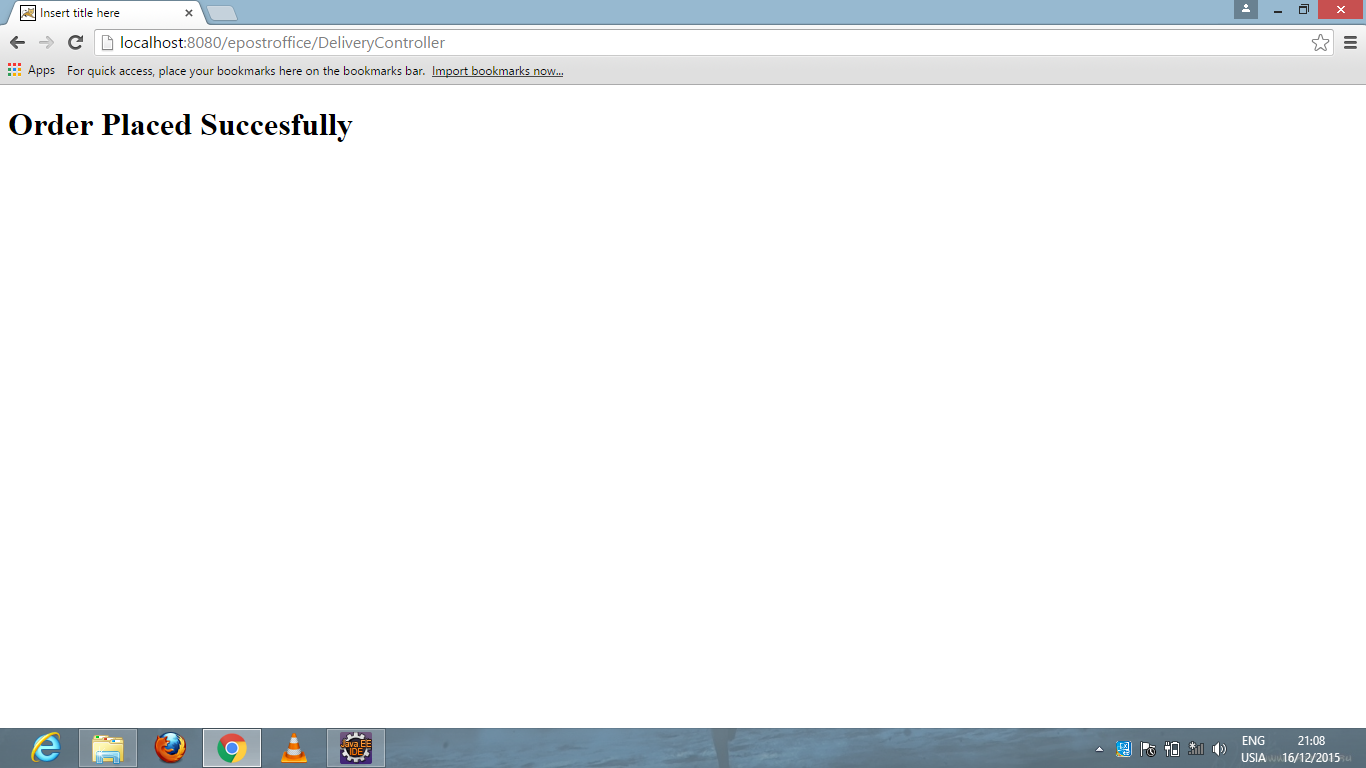 Insert title here
localhost:8080/epostroffice/DeliveryController
Apps For quick access, place your bookmarks here on the bookmarks bar. Import bookmarks now...
Order Placed Succesfully
Java EE
IDE
ENG 21:08
USIA 16/12/2015